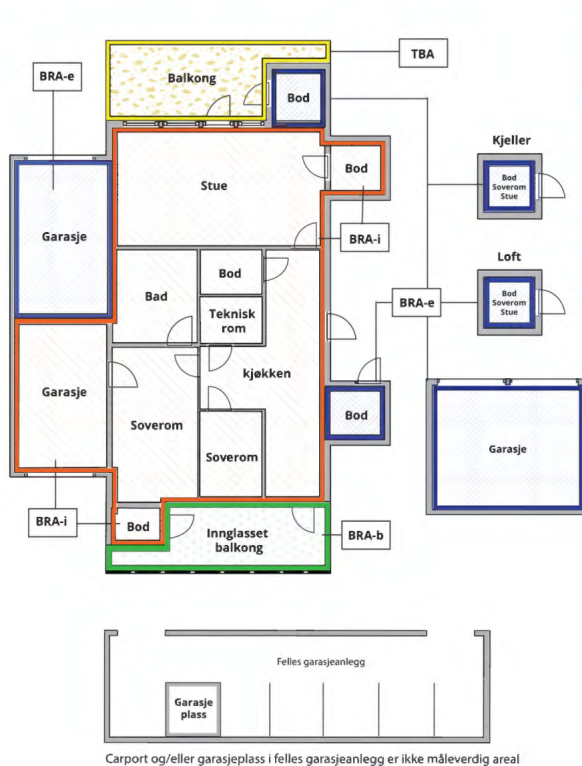 TBA
Balkong
BRA-e
Bod
Kjeller
Bod
Soverom
Stue
Stue
Bod
Garasje
BRA-i
Loft
Bod
Bad
Teknisk
rom
BRA-e
Bod
Soverom
Stue
kjøkken
Garasje
Bod
Soverom
Soverom
Garasje
BRA-i
Bod
Innglasset
balkong
BRA-b
Felles garasjeanlegg
Garasje
plass
Carport og/eller garasjeplass i felles garasjeanlegg er ikke måleverdig areal